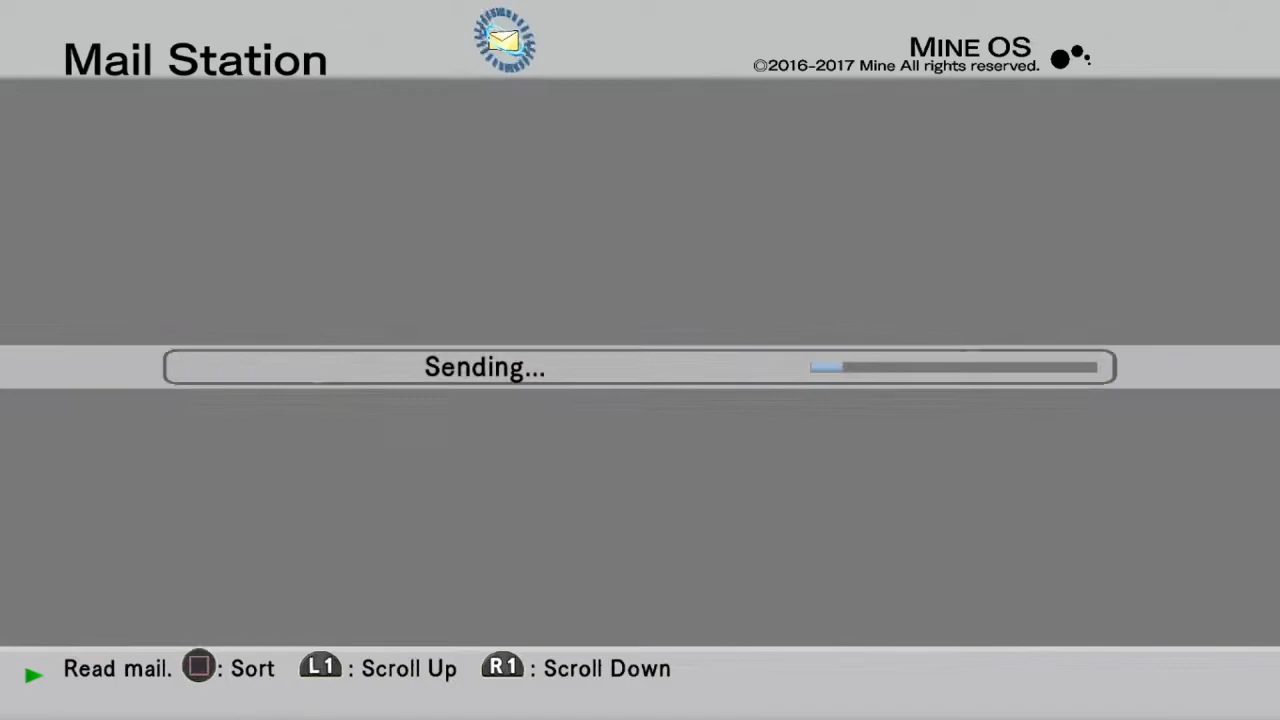 Mail Station
MINE OS
©2016-2017 Mine All rights reserved.
Sending...
Read mail. : Sort L1 : Scroll Up R1 : Scroll Down